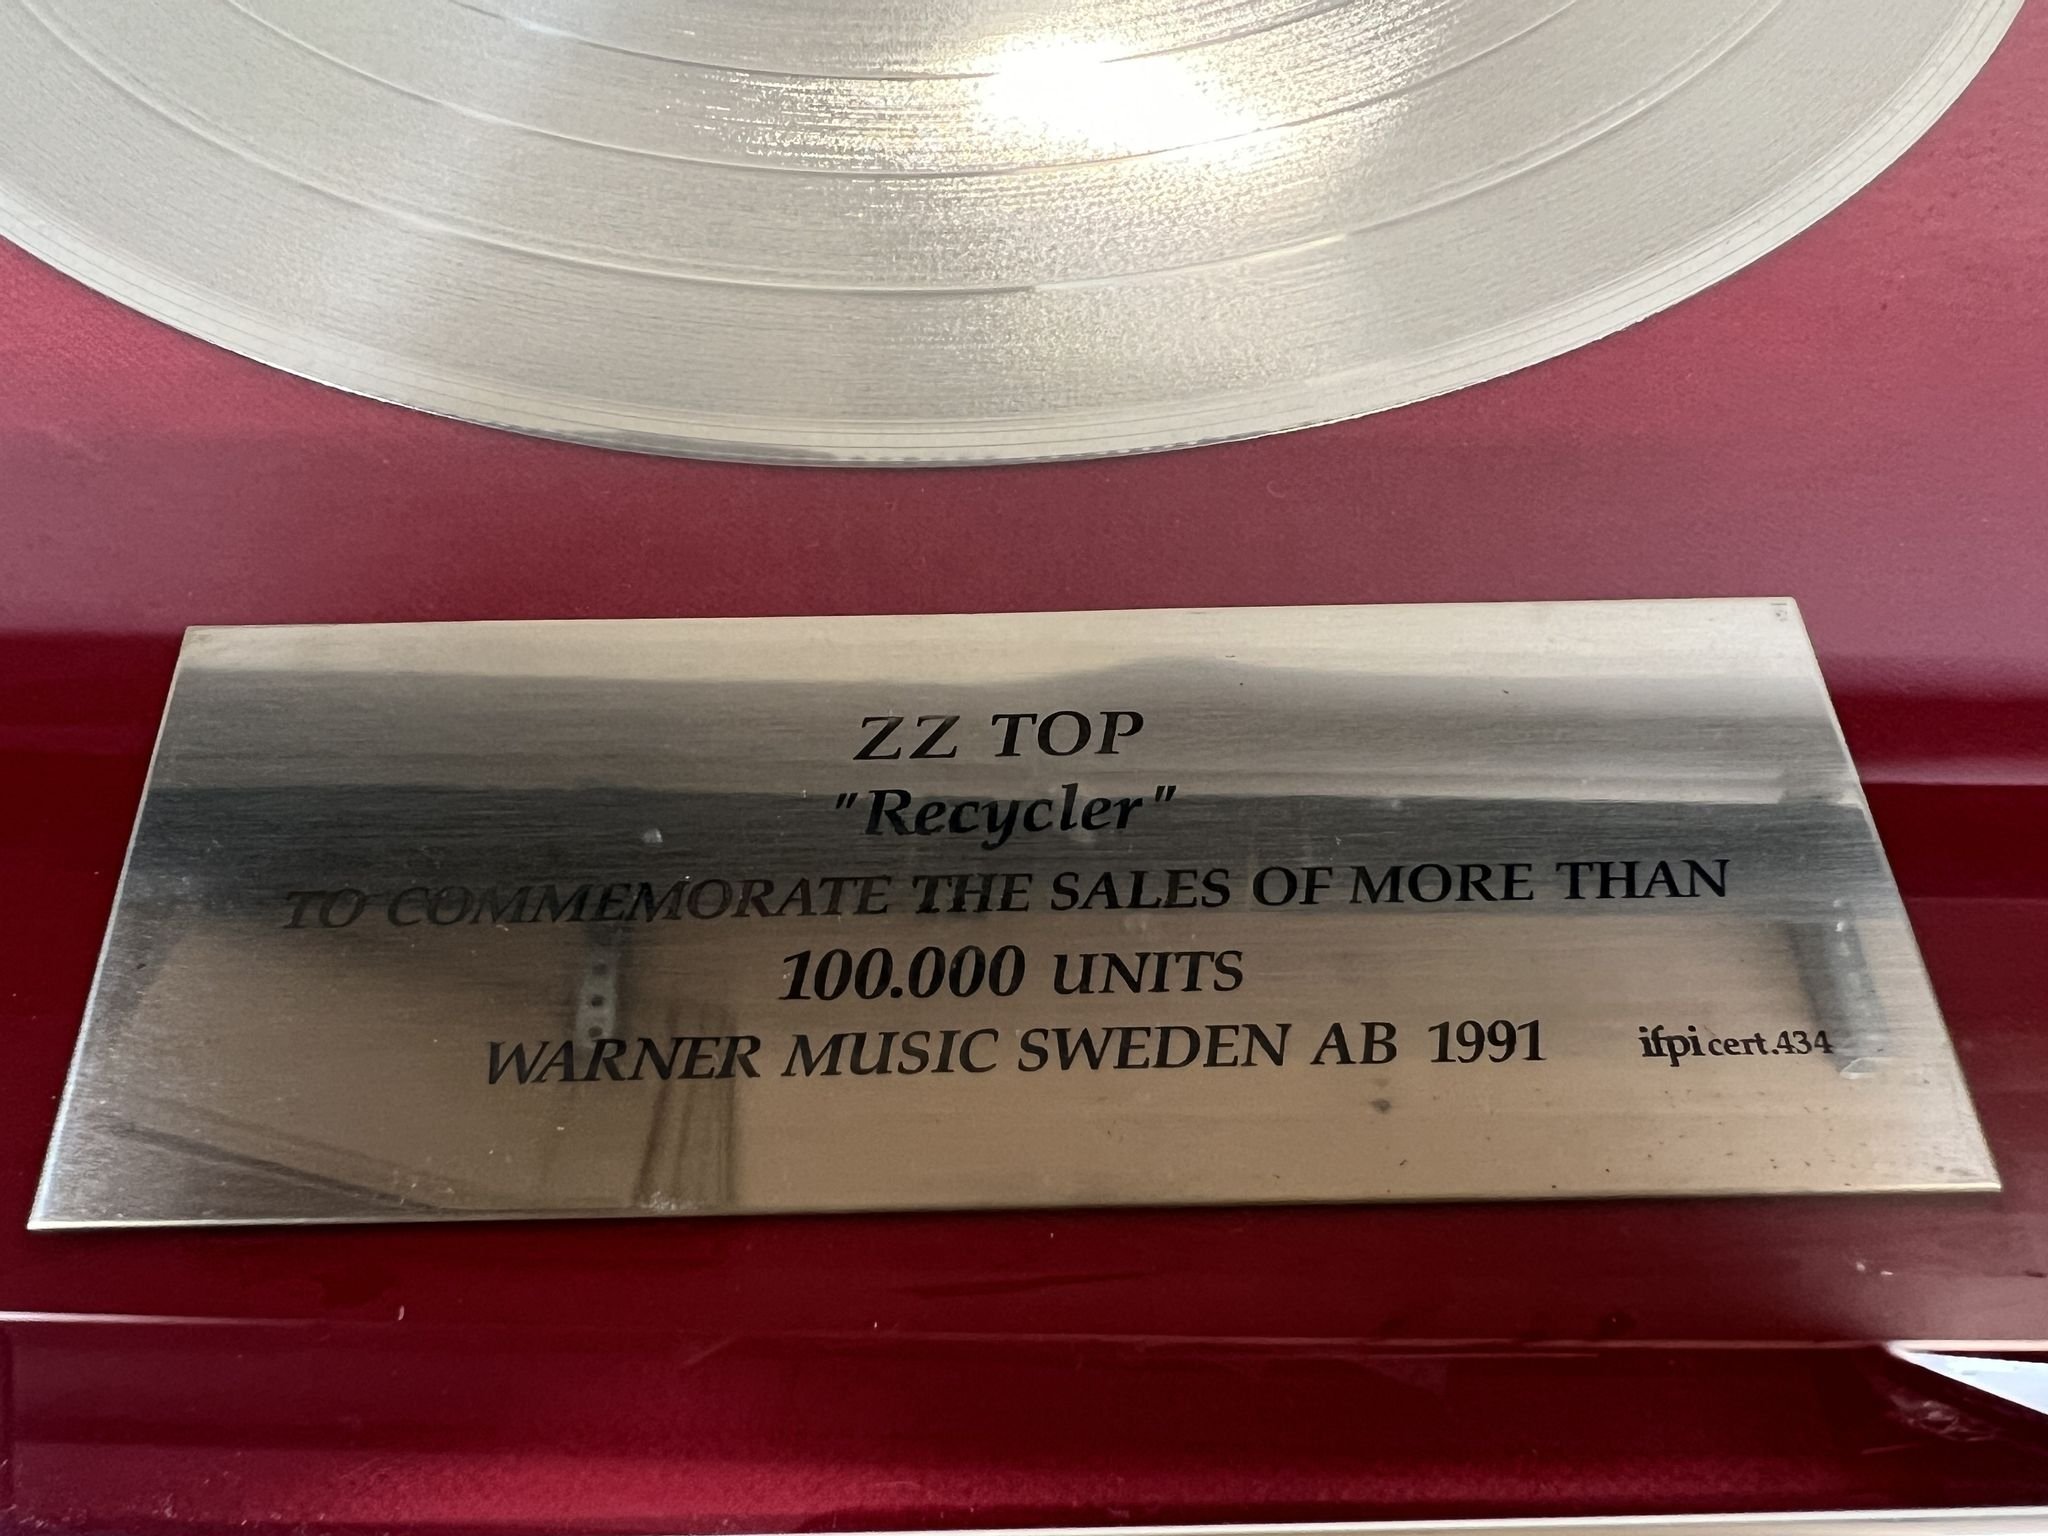 ZZ TOP
"Recycler"
TO COMMEMORATE THE SALES OF MORE THAN
100.000 UNITS
WARNER MUSIC SWEDEN AB 1991 ifpi cert.434